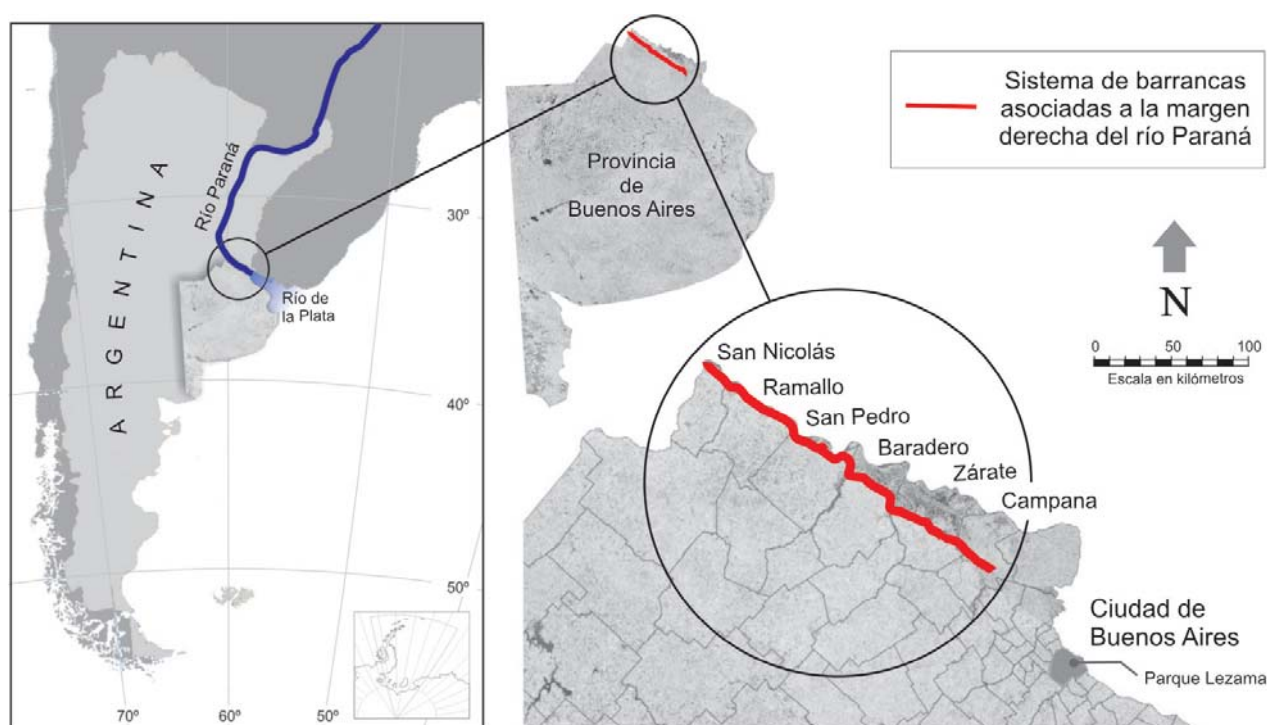 ARGENTINA
Río Paraná
Río de
la Plata
30º
40º
50º
70º
60º
50º
Provincia
de
Buenos Aires
Sistema de barrancas
asociadas a la margen
derecha del río Paraná
N
0 50 100
Escala en kilómetros
San Nicolás
Ramallo
San Pedro
Baradero
Zárate
Campana
Ciudad de
Buenos Aires
Parque Lezama